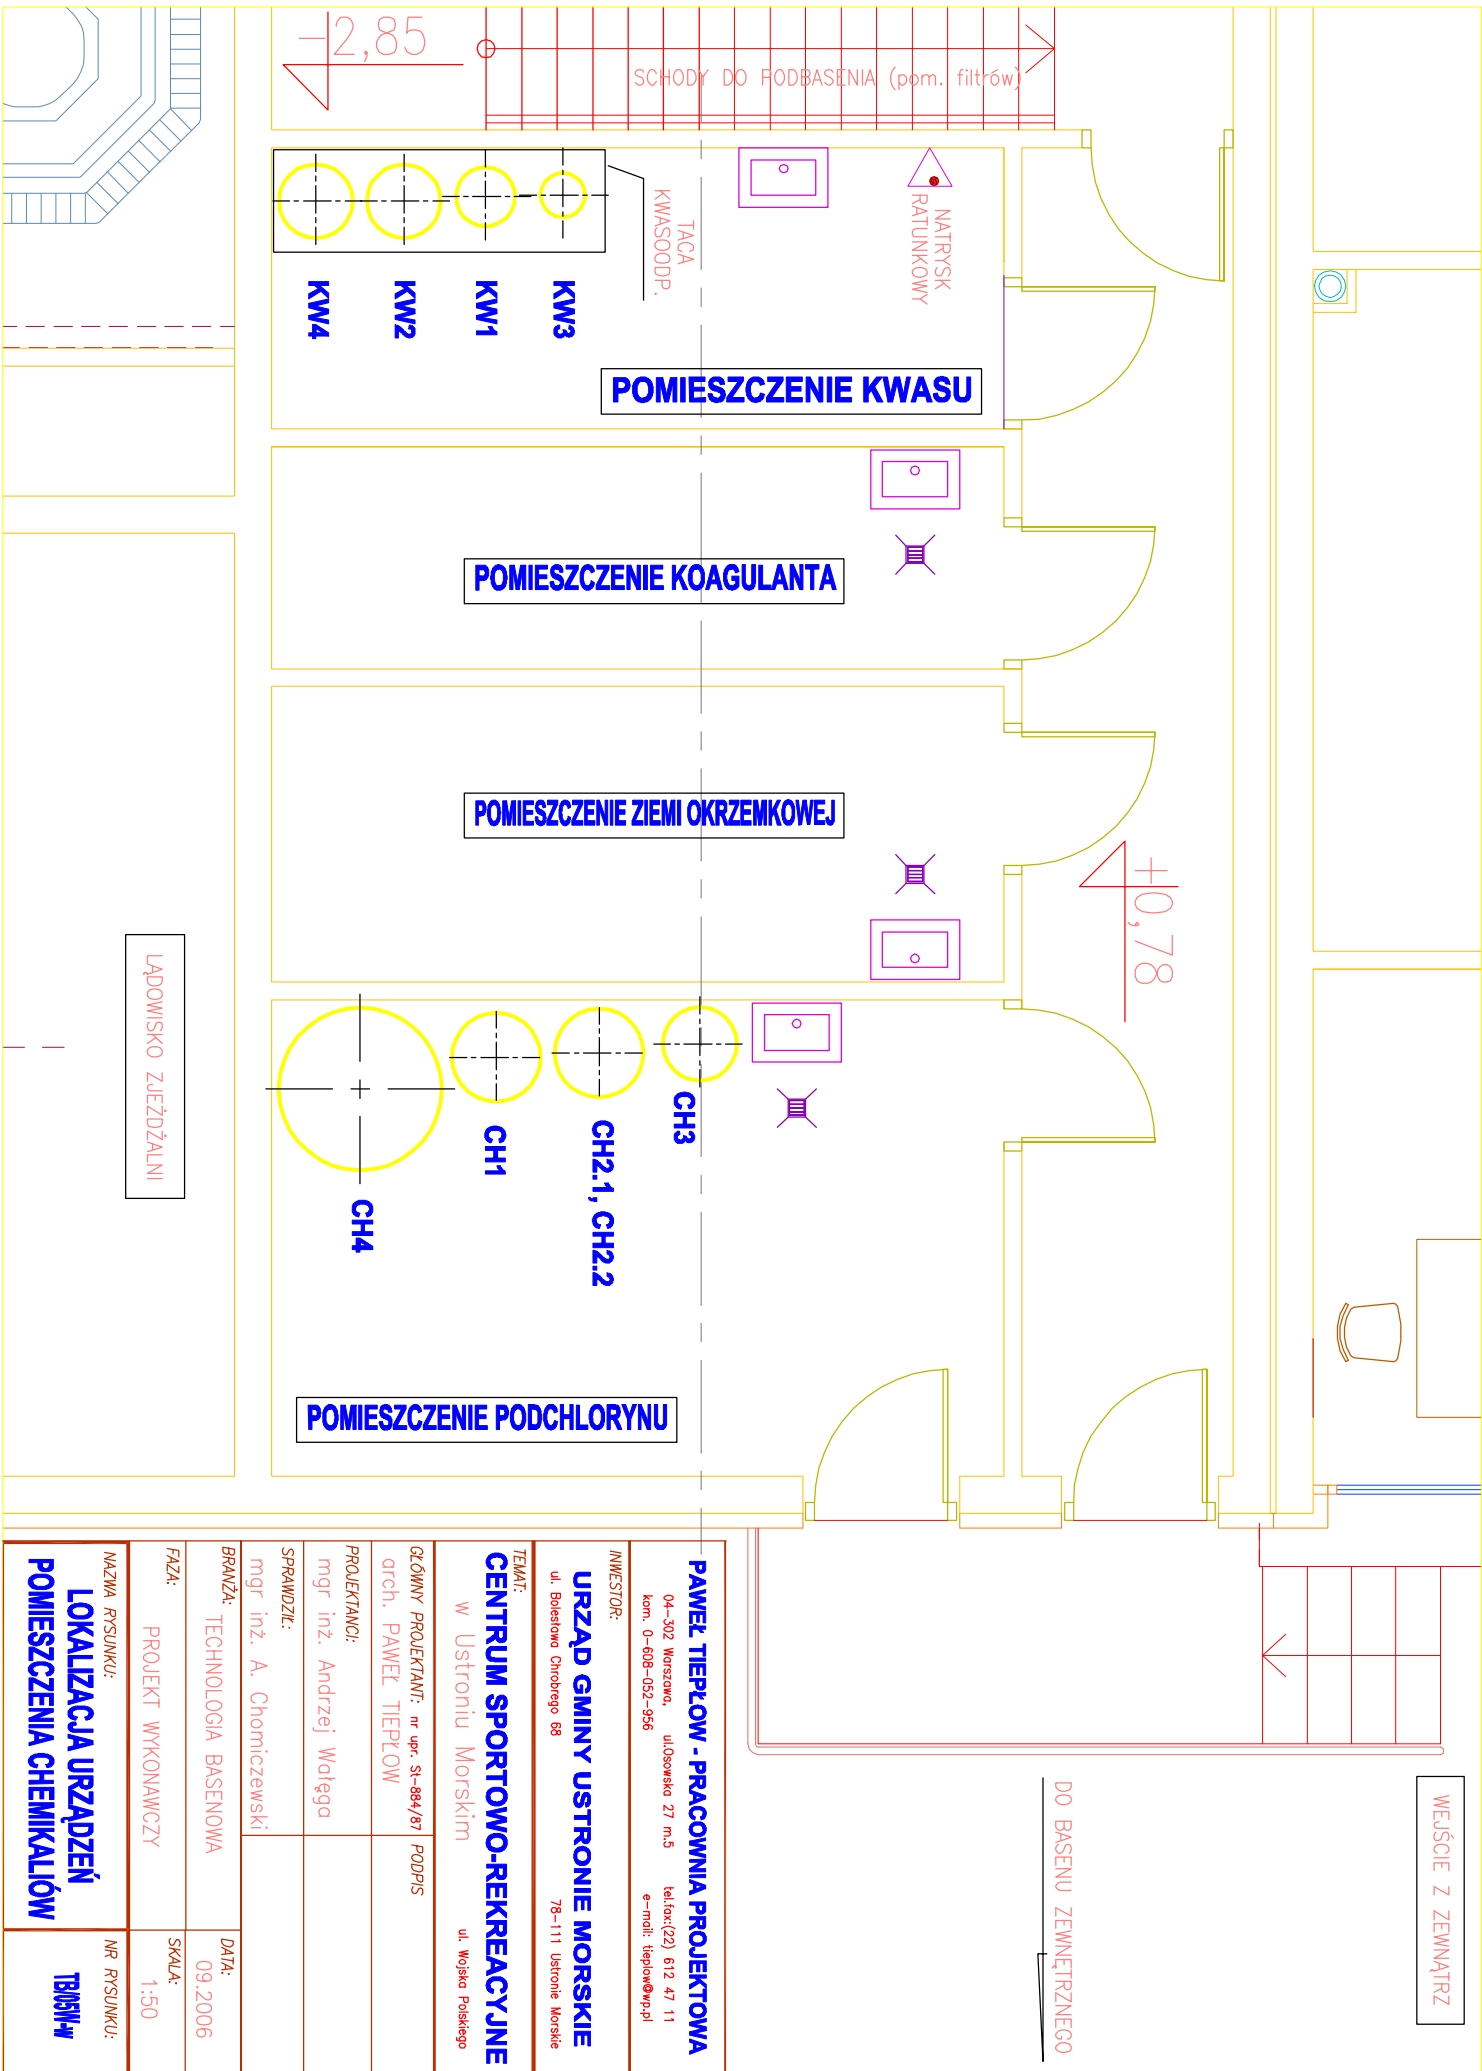 -2,85
SCHODY DO PODBASENIA (pom. filtrów)
TACA
KWASOODP.
NATRYSK
RATUNKOWY
KW4
KW2
KW1
KW3
POMIESZCZENIE KWASU
POMIESZCZENIE KOAGULANTA
POMIESZCZENIE ZIEMI OKRZEMKOWEJ
+0,78
LĄDOWISKO ZJEŻDŻALNI
CH3
CH2.1, CH2.2
CH1
CH4
POMIESZCZENIE PODCHLORYNU
WEJŚCIE Z ZEWNĄTRZ
DO BASENU ZEWNĘTRZNEGO
PAWEŁ TIEPŁOW - PRACOWNIA PROJEKTOWA
04-302 Warszawa, ul.Osowska 27 m.5 tel.fax:(22) 612 47 11
kom. 0-608-052-956 e-mail: tieplow@wp.pl
INWESTOR:
URZĄD GMINY USTRONIE MORSKIE
ul. Bolesława Chrobrego 68 78-111 Ustronie Morskie
TEMAT:
CENTRUM SPORTOWO-REKREACYJNE
w Ustroniu Morskim ul. Wojska Polskiego
GŁÓWNY PROJEKTANT: nr upr. St-884/87 PODPIS
arch. PAWEŁ TIEPŁOW
PROJEKTANCI:
mgr inż. Andrzej Wałęga
SPRAWDZIŁ:
mgr inż. A. Chomiczewski
BRANŻA:
TECHNOLOGIA BASENOWA
DATA:
09.2006
FAZA:
PROJEKT WYKONAWCZY
SKALA:
1:50
NAZWA RYSUNKU:
LOKALIZACJA URZĄDZEŃ
POMIESZCZENIA CHEMIKALIÓW
NR RYSUNKU:
TB/05W-w